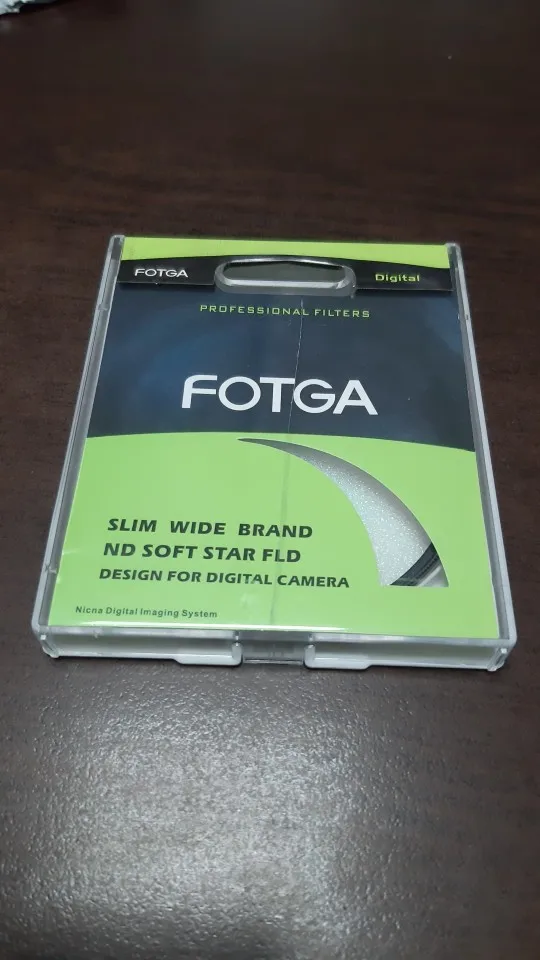 FOTGA
Digital
PROFESSIONAL FILTERS
FOTGA
SLIM WIDE BRAND
ND SOFT STAR FLD
DESIGN FOR DIGITAL CAMERA
Nicna Digital Imaging System